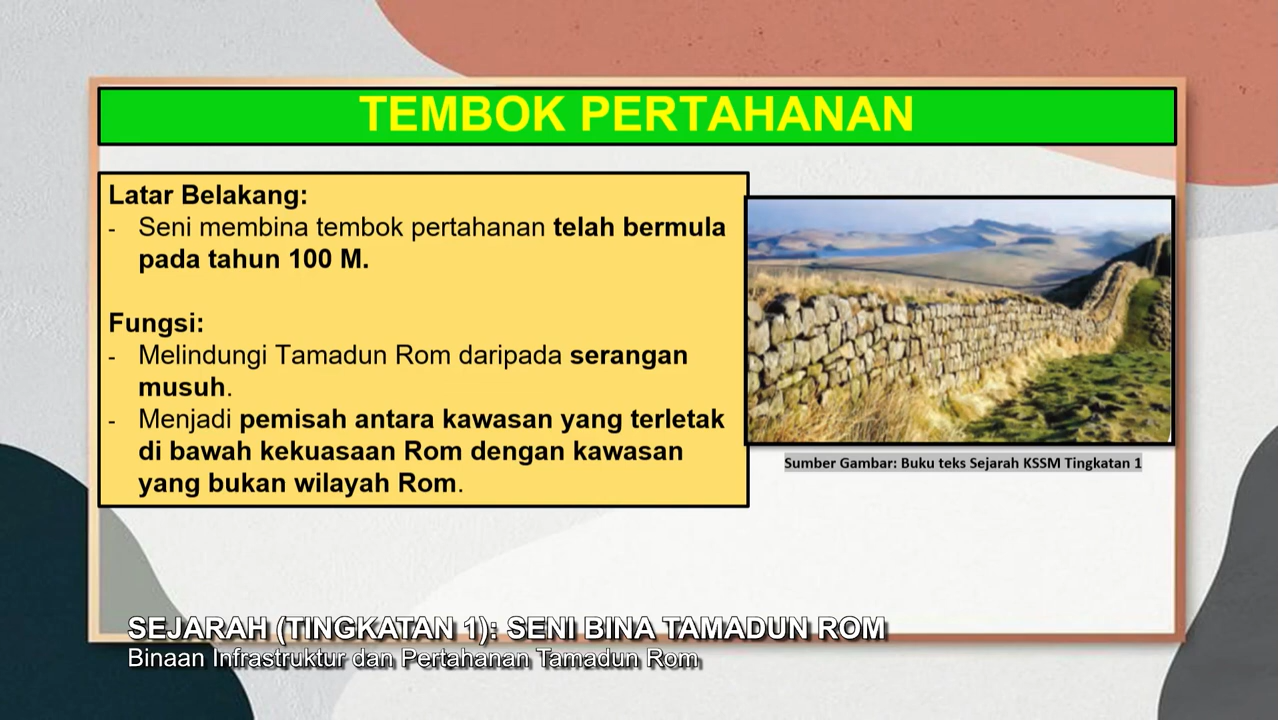 TEMBOK PERTAHANAN
Latar Belakang:
- Seni membina tembok pertahanan telah bermula
pada tahun 100 M.
Fungsi:
- Melindungi Tamadun Rom daripada serangan
musuh.
- Menjadi pemisah antara kawasan yang terletak
di bawah kekuasaan Rom dengan kawasan
yang bukan wilayah Rom.
Sumber Gambar: Buku teks Sejarah KSSM Tingkatan 1
SEJARAH (TINGKATAN 1): SENI BINA TAMADUN ROM
Binaan Infrastruktur dan Pertahanan Tamadun Rom